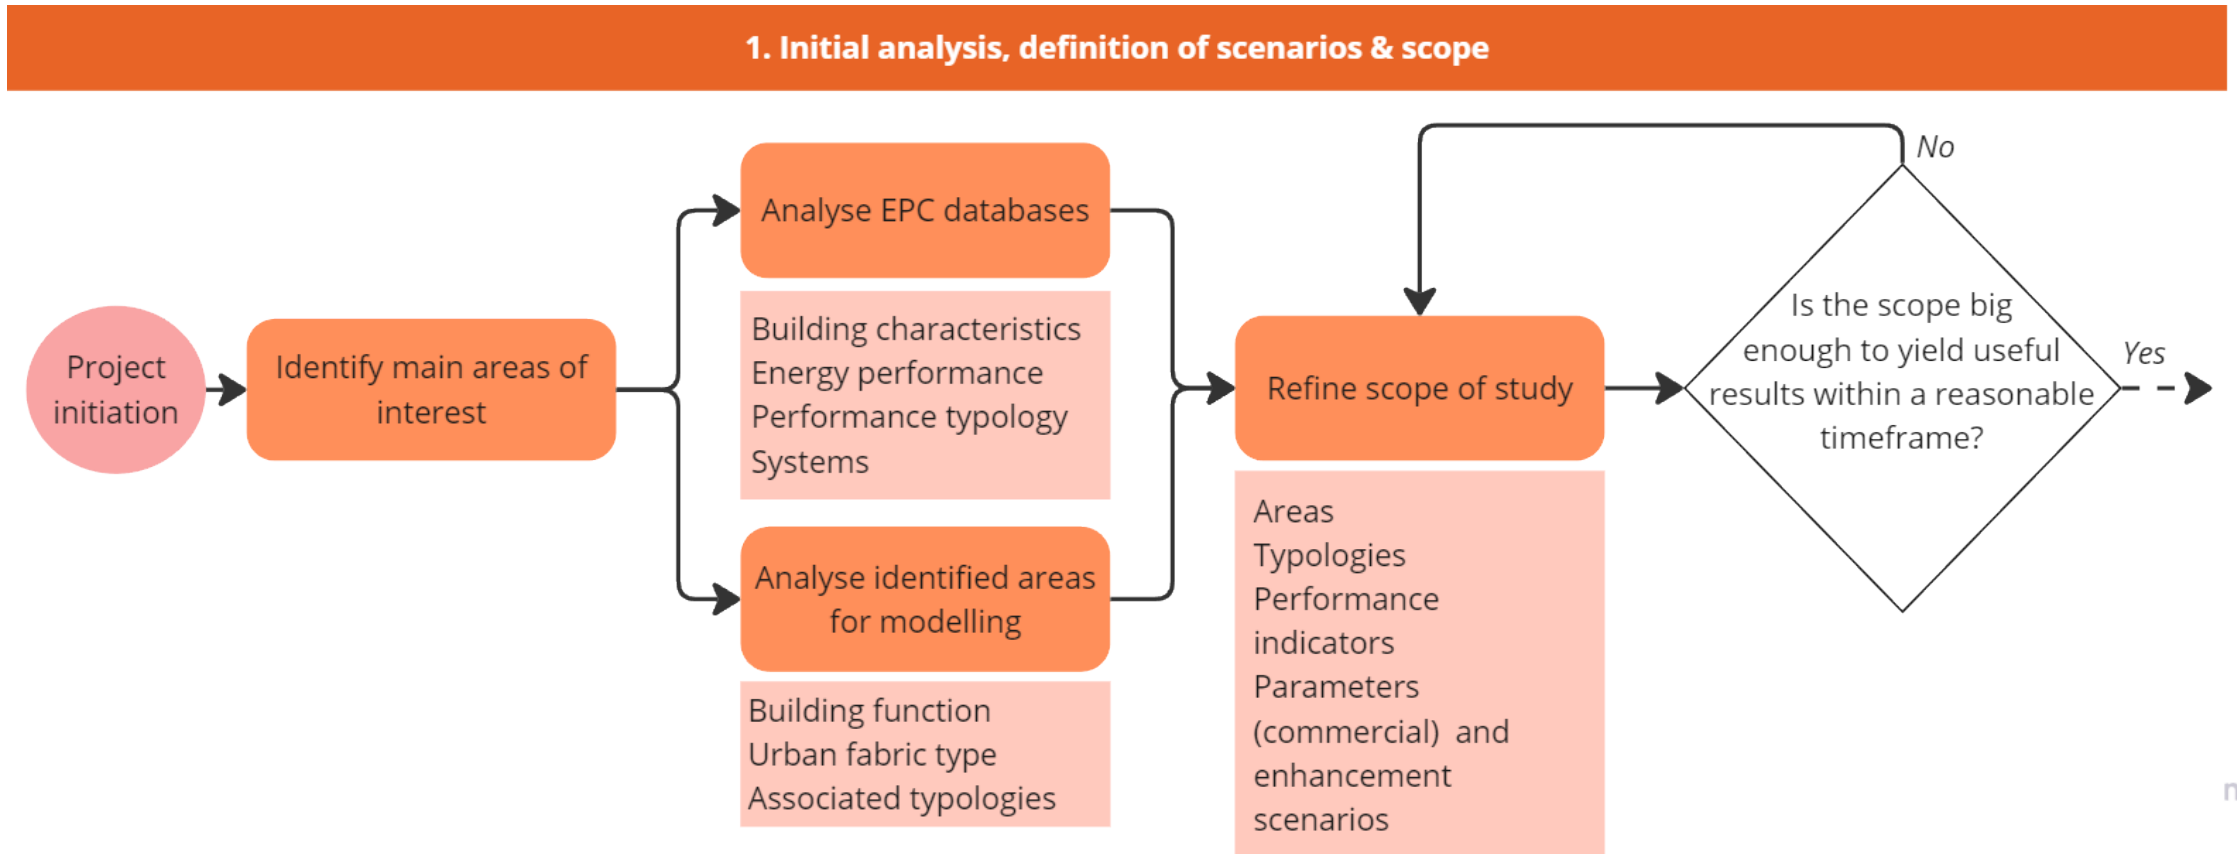 1. Initial analysis, definition of scenarios & scope
Project
initiation
Identify main areas of
interest
Analyse EPC databases
Building characteristics
Energy performance
Performance typology
Systems
Analyse identified areas
for modelling
Building function
Urban fabric type
Associated typologies
Refine scope of study
Areas
Typologies
Performance
indicators
Parameters
(commercial) and
enhancement
scenarios
Is the scope big
enough to yield useful
results within a reasonable
timeframe?
No
Yes